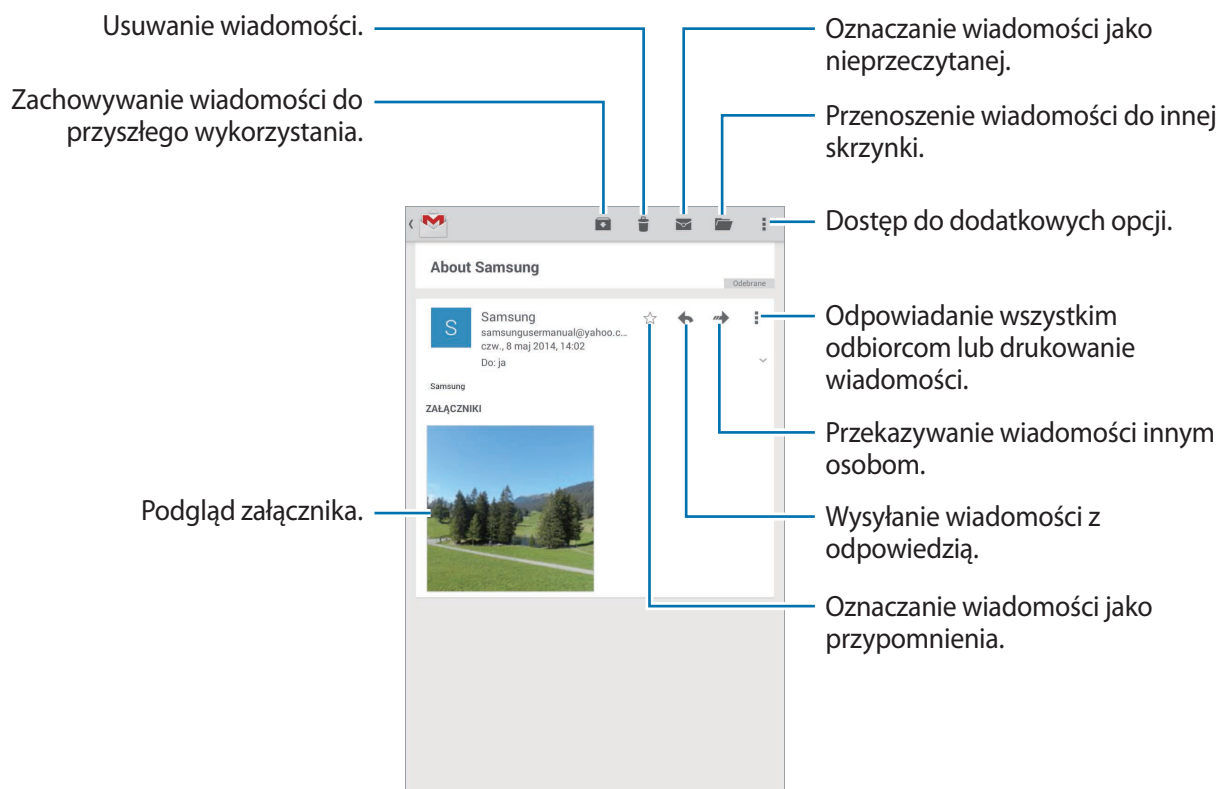 Usuwanie wiadomości.
Zachowywanie wiadomości do
przyszłego wykorzystania.
Oznaczanie wiadomości jako
nieprzeczytanej.
Przenoszenie wiadomości do innej
skrzynki.
Dostęp do dodatkowych opcji.
About Samsung
Odebrane
S
Samsung
samsungusermanual@yahoo.c...
czw., 8 maj 2014, 14:02
Do: ja
Samsung
ZAŁĄCZNIKI
Podgląd załącznika.
Odpowiadanie wszystkim
odbiorcom lub drukowanie
wiadomości.
Przekazywanie wiadomości innym
osobom.
Wysyłanie wiadomości z
odpowiedzią.
Oznaczanie wiadomości jako
przypomnienia.